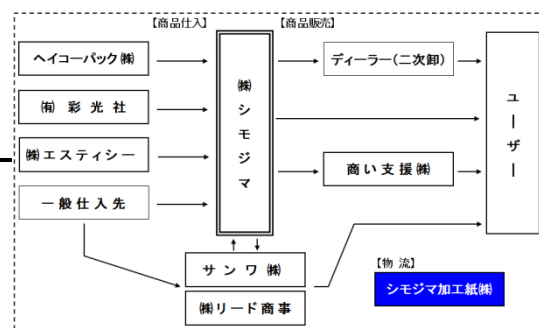 【商品仕入】
【商品販売】
ヘイコーパック㈱
㈲ 彩 光 社
㈱エスティシー
一般仕入先
㈱シモジマ
ディーラー(二次卸)
商い支援㈱
ユーザー
サ ン ワ ㈱
㈱リード商事
【物 流】
シモジマ加工紙㈱